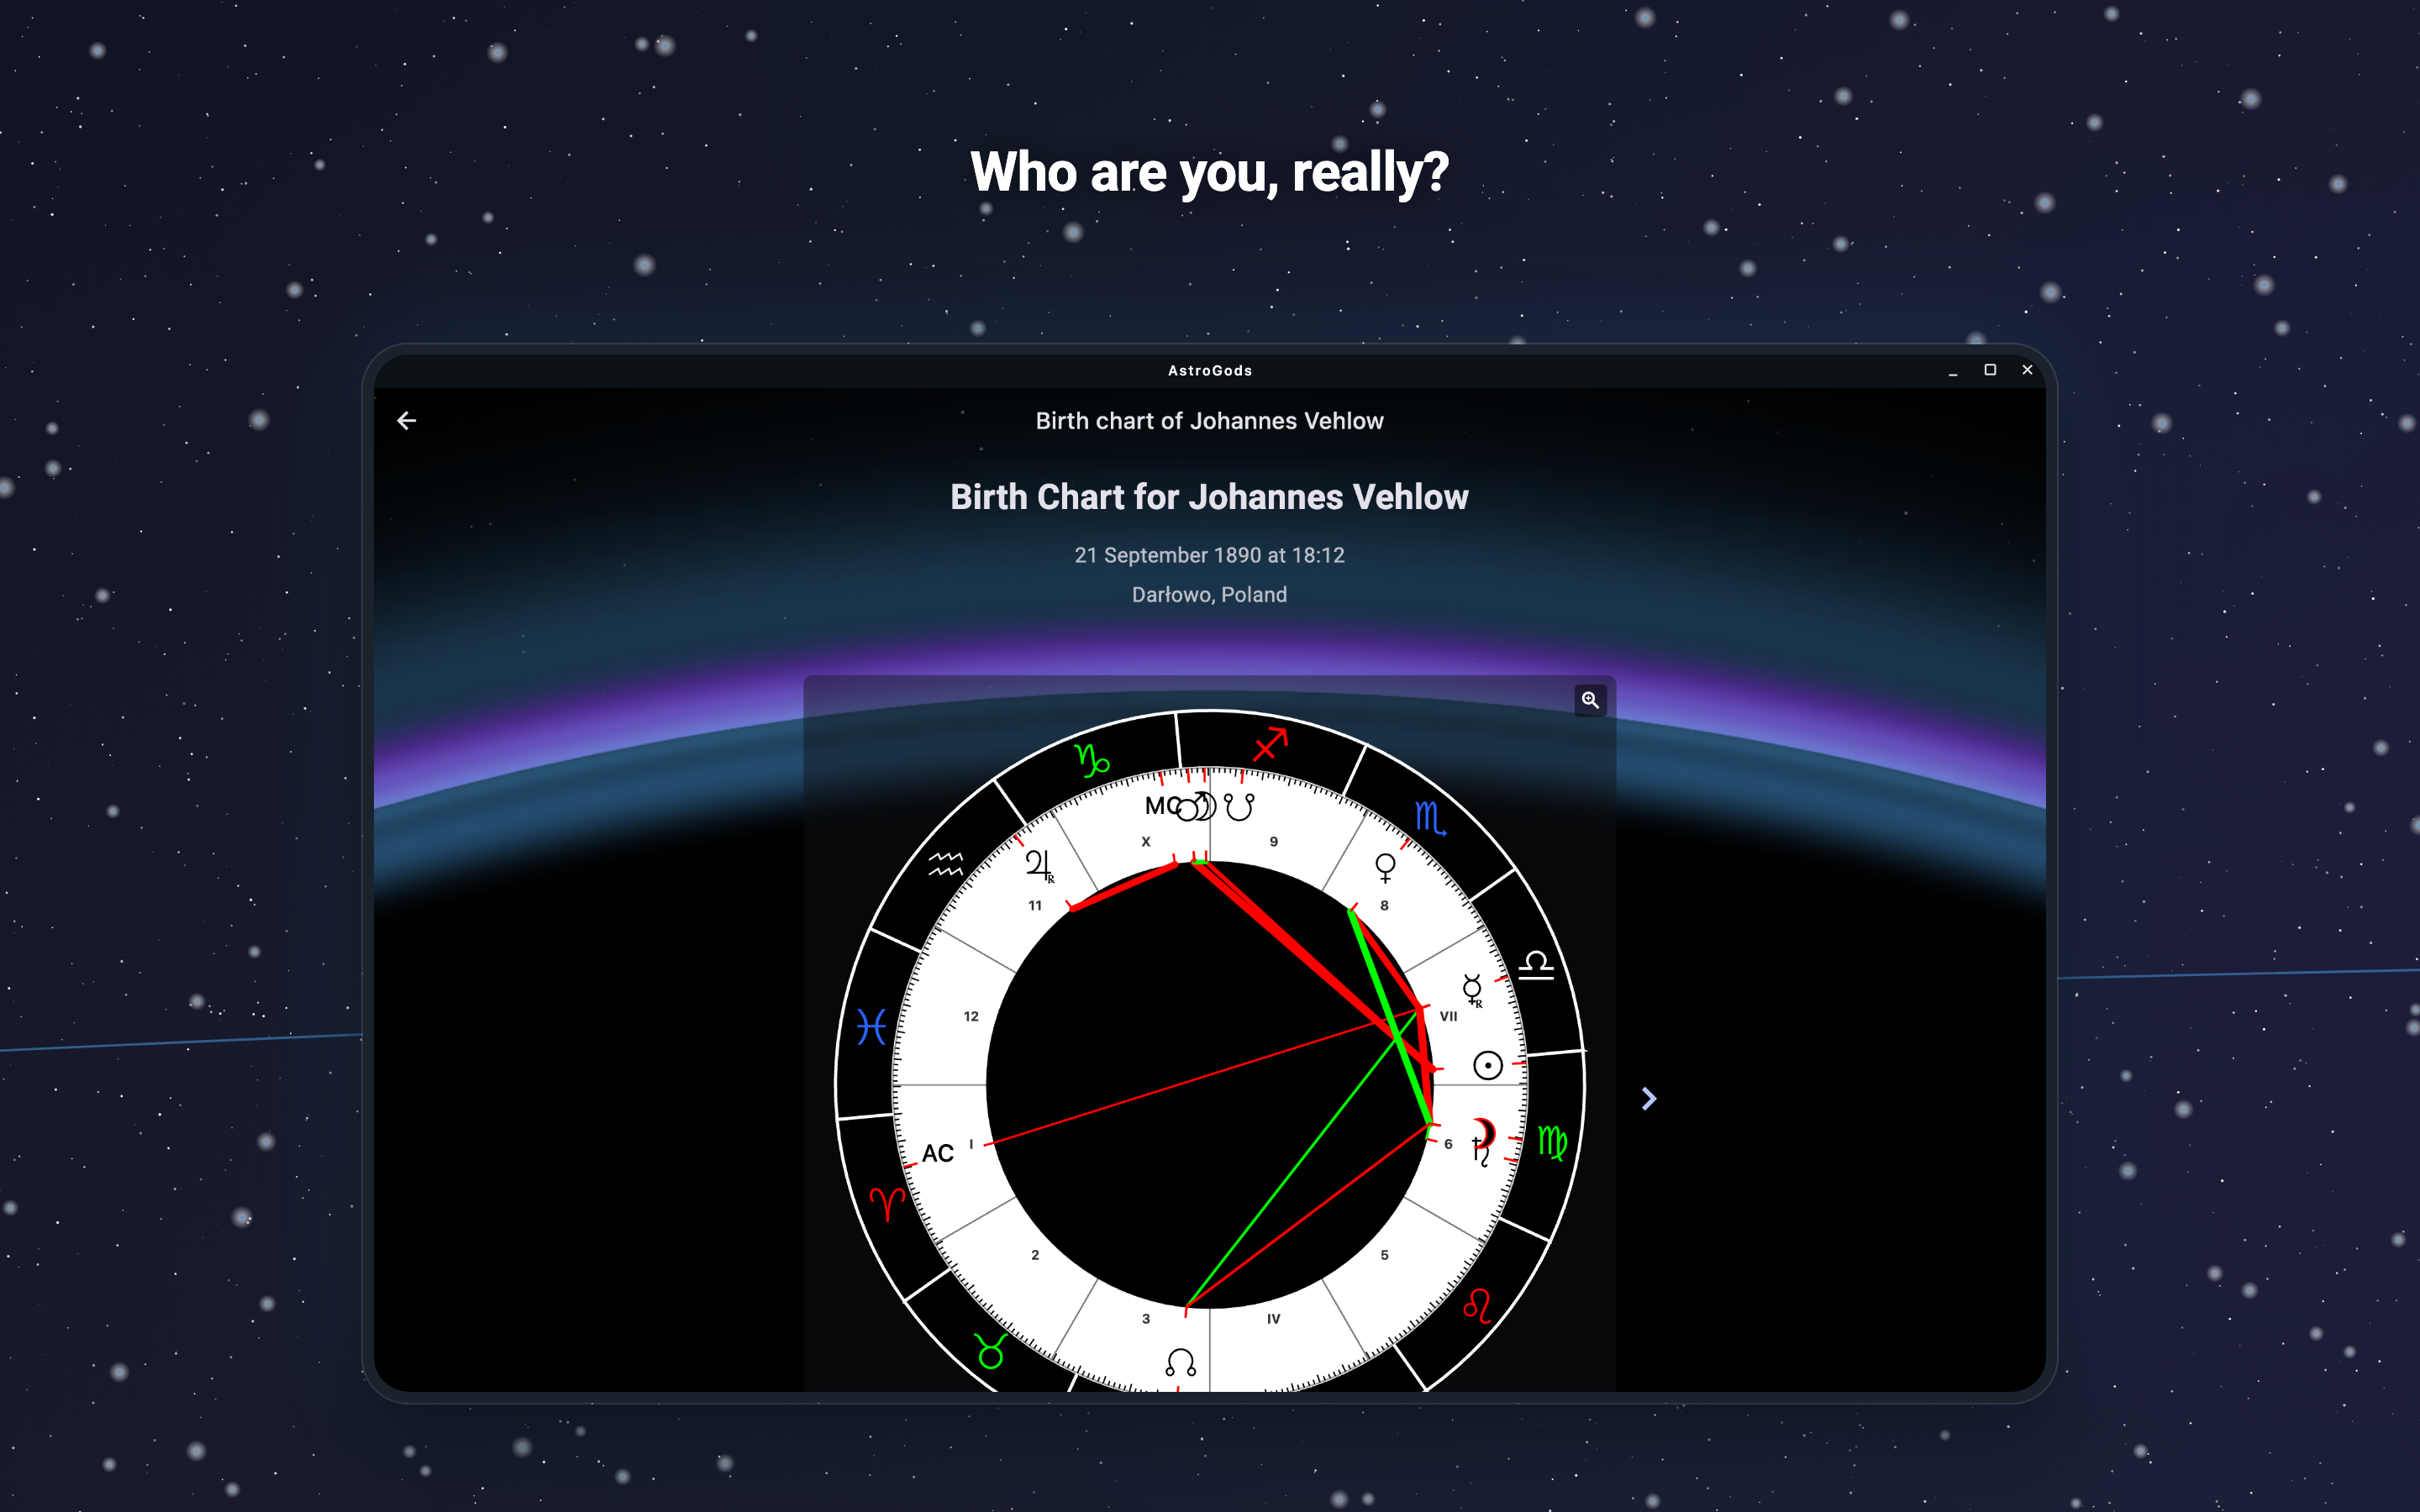 Who are you, really?
AstroGods
Birth chart of Johannes Vehlow
Birth Chart for Johannes Vehlow
21 September 1890 at 18:12
Darłowo, Poland
MC
X
9
R
11
8
R
12
VII
AC
I
6
2
5
3
IV